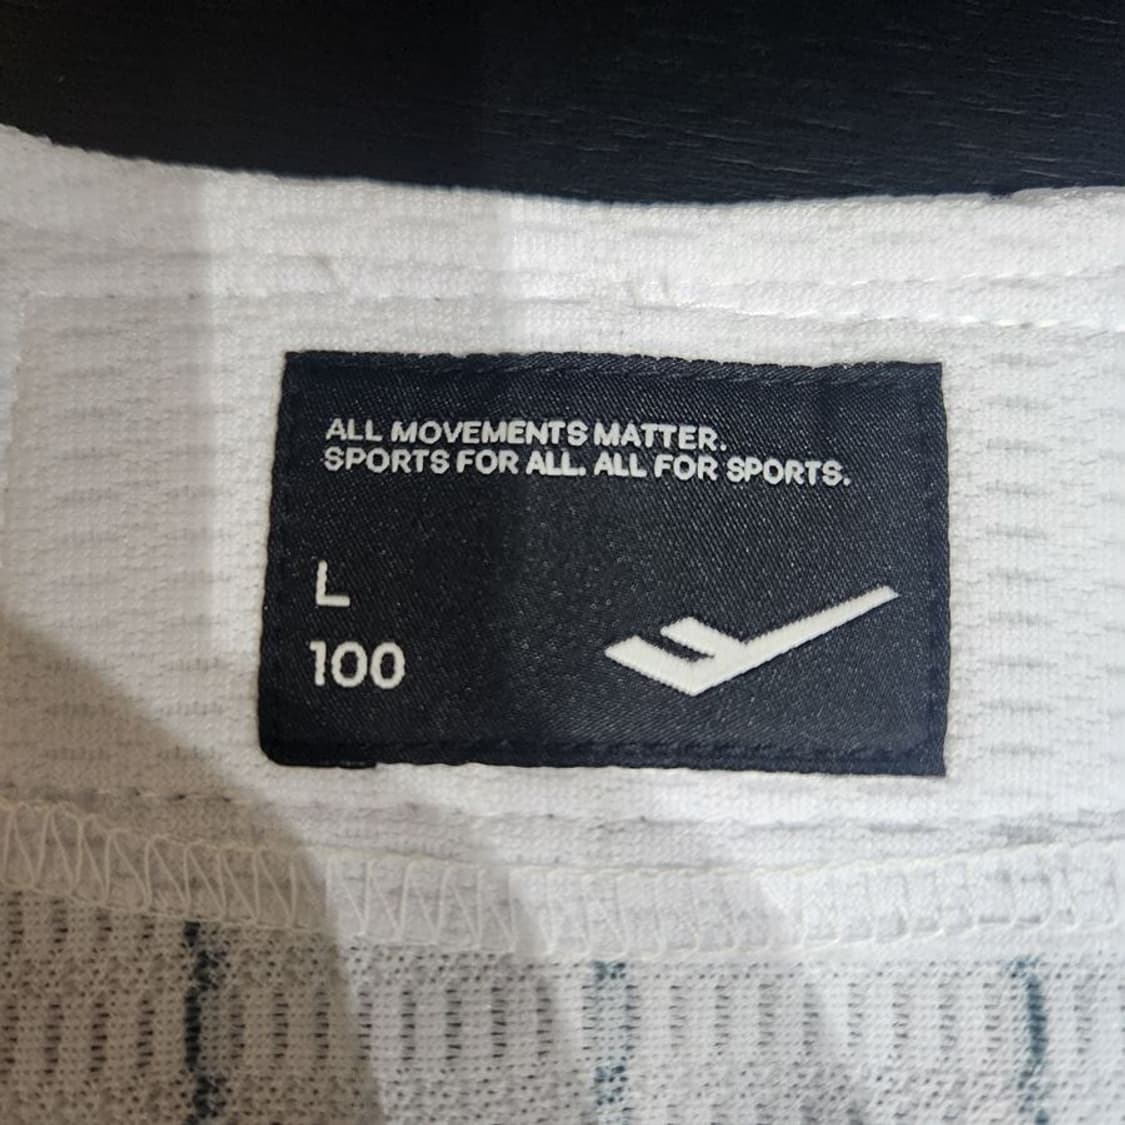 ALL MOVEMENTS MATTER.
SPORTS FOR ALL. ALL FOR SPORTS.
L
100